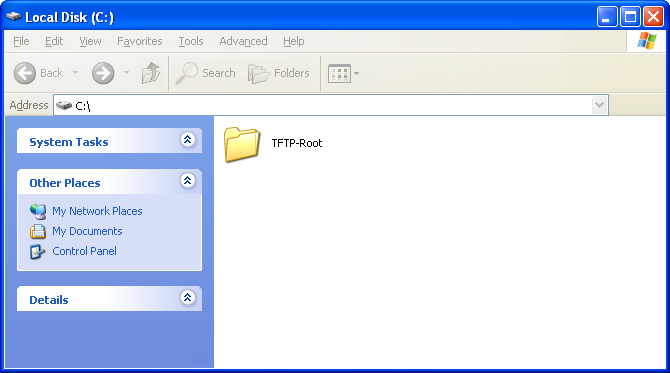 Local Disk (C:)
File Edit View Favorites Tools Advanced Help
Back Search Folders
Address C:\
System Tasks
Other Places
My Network Places
My Documents
Control Panel
Details
TFTP-Root